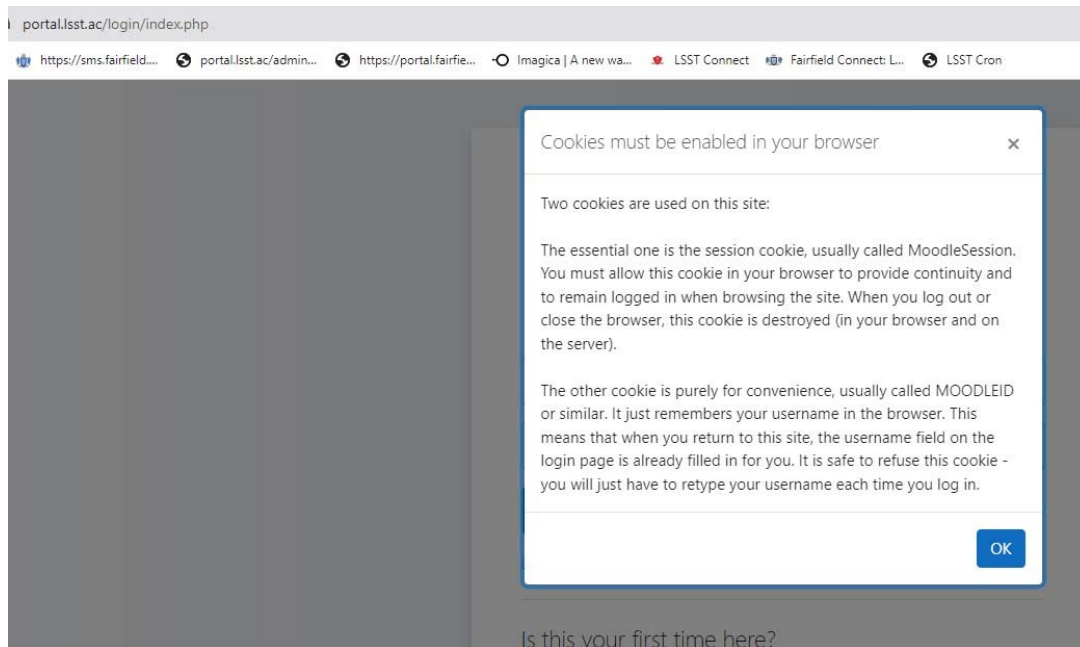 portal.lsst.ac/login/index.php
https://sms.fairfield.... portal.lsst.ac/admin... https://portal.fairfie... Imagica | A new wa... LSST Connect Fairfield Connect: L... LSST Cron
Cookies must be enabled in your browser ×
Two cookies are used on this site:
The essential one is the session cookie, usually called MoodleSession.
You must allow this cookie in your browser to provide continuity and
to remain logged in when browsing the site. When you log out or
close the browser, this cookie is destroyed (in your browser and on
the server).
The other cookie is purely for convenience, usually called MOODLEID
or similar. It just remembers your username in the browser. This
means that when you return to this site, the username field on the
login page is already filled in for you. It is safe to refuse this cookie -
you will just have to retype your username each time you log in.
OK
Is this your first time here?